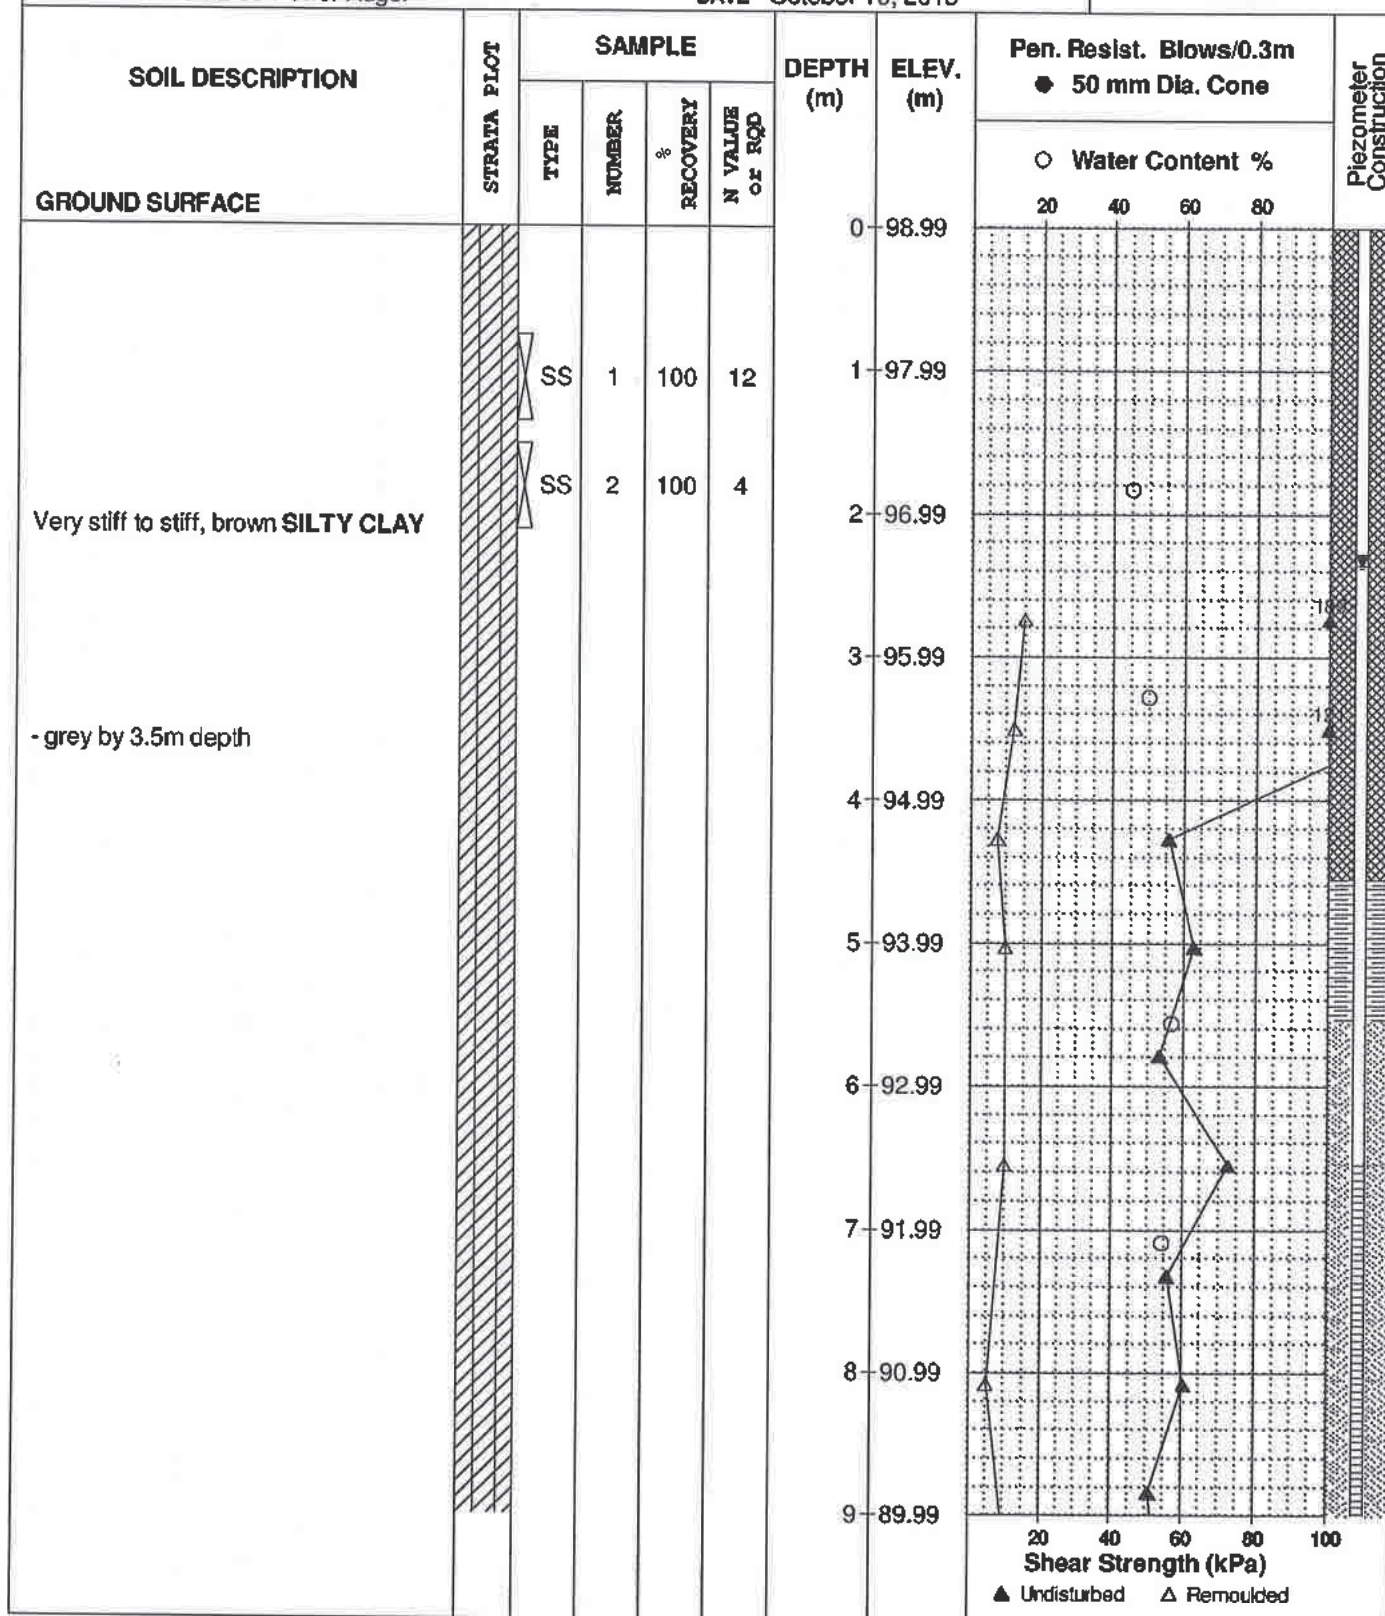 DATE October
SOIL DESCRIPTION
GROUND SURFACE
STRATA PLOT
SAMPLE
TYPE
NUMBER
% RECOVERY
N VALUE or RQD
DEPTH (m)
ELEV. (m)
Pen. Resist. Blows/0.3m
● 50 mm Dia. Cone
○ Water Content %
20 40 60 80
Piezometer Construction
0 98.99
SS 1 100 12
1 97.99
SS 2 100 4
Very stiff to stiff, brown SILTY CLAY
2 96.99
3 95.99
- grey by 3.5m depth
4 94.99
5 93.99
6 92.99
7 91.99
8 90.99
9 89.99
20 40 60 80 100
Shear Strength (kPa)
▲ Undisturbed △ Remoulded